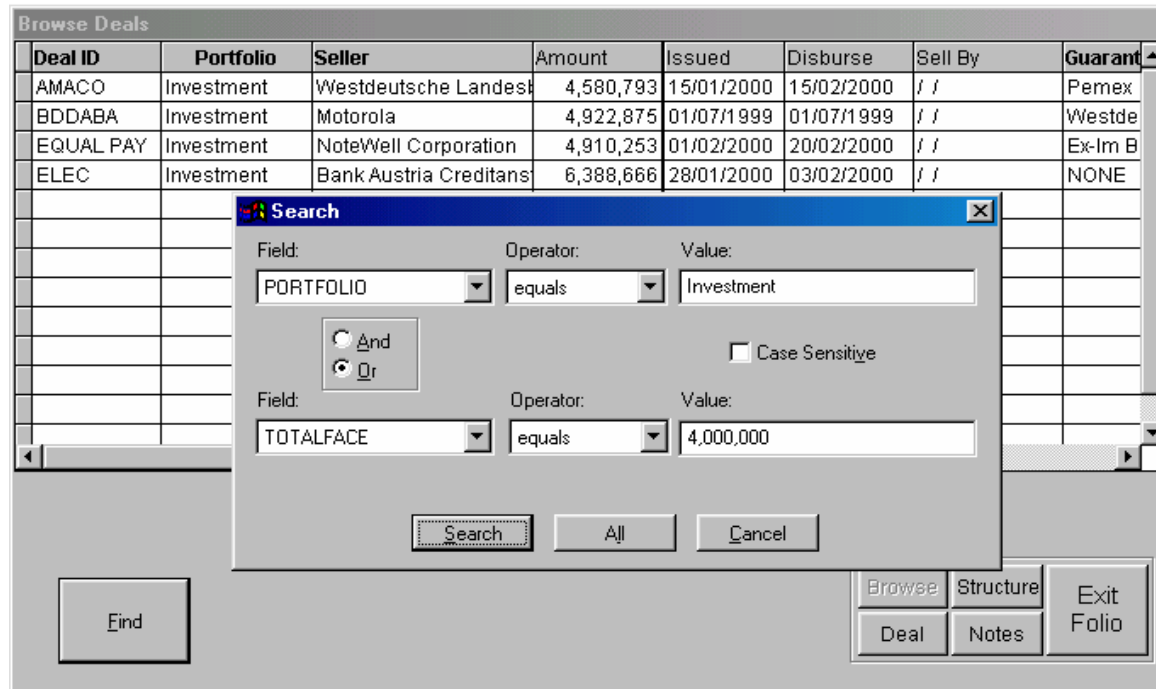 Browse Deals
Deal ID Portfolio Seller Amount Issued Disburse Sell By Guarant
AMACO Investment Westdeutsche Landesb 4,580,793 15/01/2000 15/02/2000 / / Pemex
BDDABA Investment Motorola 4,922,875 01/07/1999 01/07/1999 / / Westde
EQUAL PAY Investment NoteWell Corporation 4,910,253 01/02/2000 20/02/2000 / / Ex-Im B
ELEC Investment Bank Austria Creditans 6,388,666 28/01/2000 03/02/2000 / / NONE
Search
Field: Operator: Value:
PORTFOLIO equals Investment
And
Or
Case Sensitive
Field: Operator: Value:
TOTALFACE equals 4,000,000
Search All Cancel
Find
Browse Structure
Deal Notes
Exit
Folio